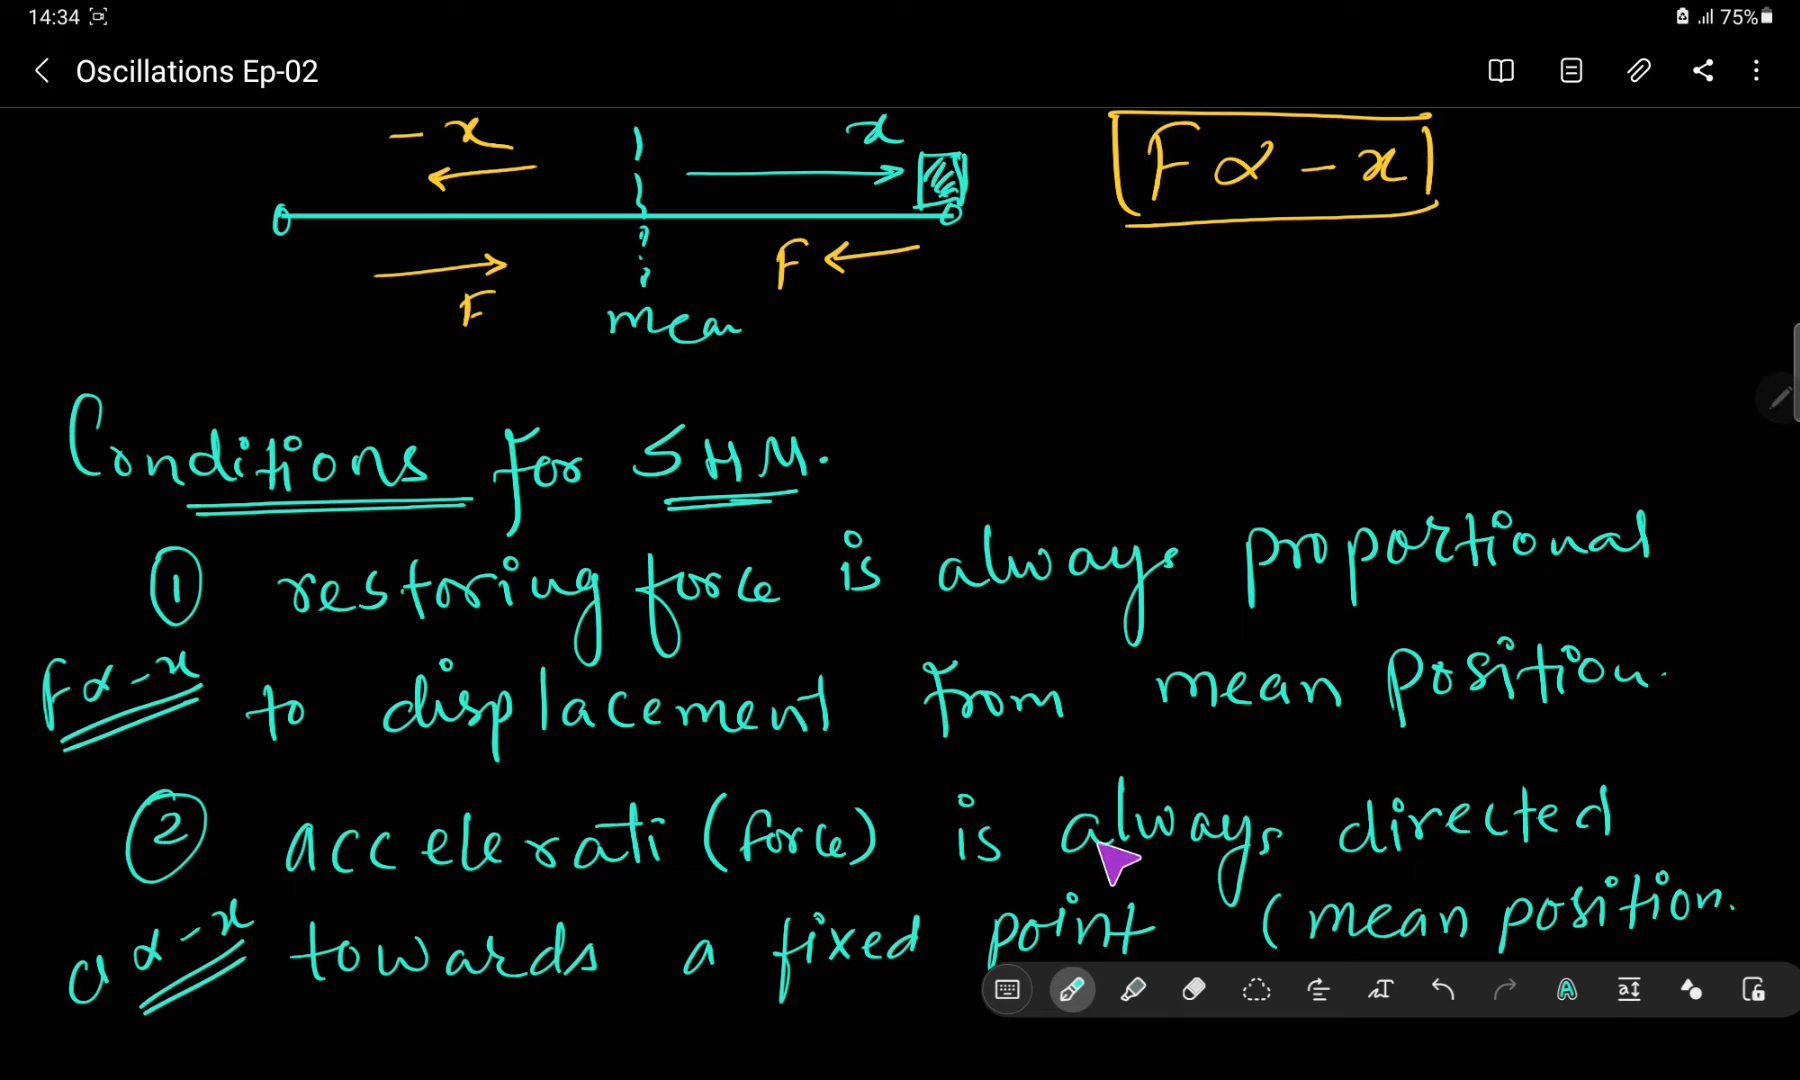 14:34 75%
Oscillations Ep-02
- x x F α - x
F F
mean
Conditions for SHM.
① restoring force is always proportional
F α - x to displacement from mean position.
② accelerati (force) is always directed
a α - x towards a fixed point (mean position.